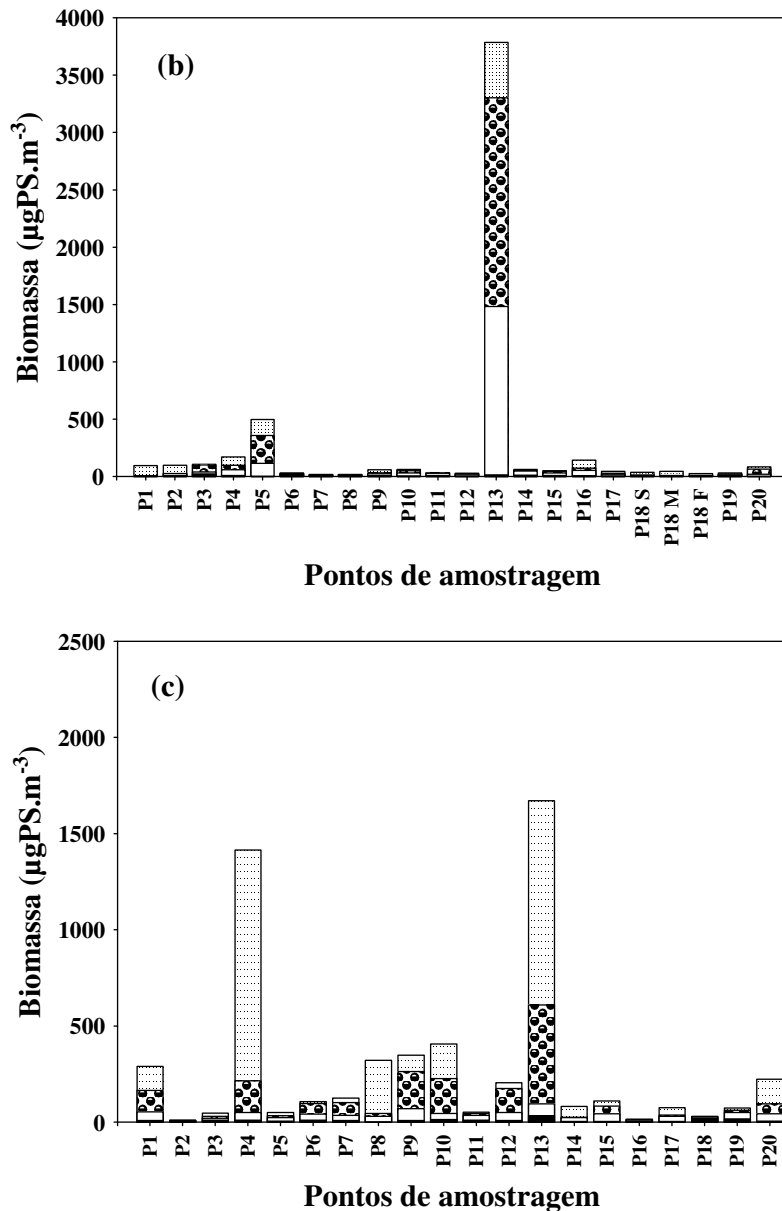 4000
3500
3000
2500
2000
1500
1000
500
0
Biomassa (µgPS.m⁻³)
(b)
P1 P2 P3 P4 P5 P6 P7 P8 P9 P10 P11 P12 P13 P14 P15 P16 P17 P18 S P18 M P18 F P19 P20
Pontos de amostragem
2500
2000
1500
1000
500
0
Biomassa (µgPS.m⁻³)
(c)
P1 P2 P3 P4 P5 P6 P7 P8 P9 P10 P11 P12 P13 P14 P15 P16 P17 P18 P19 P20
Pontos de amostragem